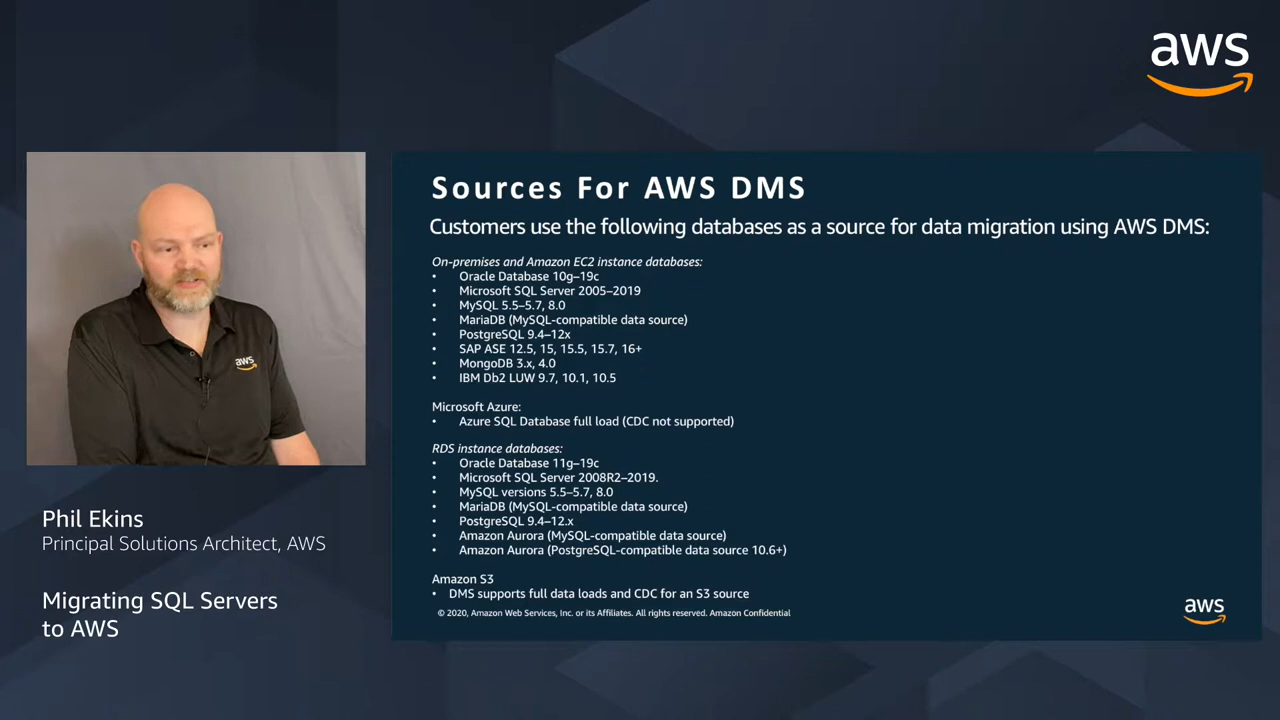 aws
Sources For AWS DMS
Customers use the following databases as a source for data migration using AWS DMS:
On-premises and Amazon EC2 instance databases:
• Oracle Database 10g–19c
• Microsoft SQL Server 2005–2019
• MySQL 5.5–5.7, 8.0
• MariaDB (MySQL-compatible data source)
• PostgreSQL 9.4–12x
• SAP ASE 12.5, 15, 15.5, 15.7, 16+
• MongoDB 3.x, 4.0
• IBM Db2 LUW 9.7, 10.1, 10.5
Microsoft Azure:
• Azure SQL Database full load (CDC not supported)
RDS instance databases:
• Oracle Database 11g–19c
• Microsoft SQL Server 2008R2–2019.
• MySQL versions 5.5–5.7, 8.0
• MariaDB (MySQL-compatible data source)
• PostgreSQL 9.4–12.x
• Amazon Aurora (MySQL-compatible data source)
• Amazon Aurora (PostgreSQL-compatible data source 10.6+)
Amazon S3
• DMS supports full data loads and CDC for an S3 source
© 2020, Amazon Web Services, Inc. or its Affiliates. All rights reserved. Amazon Confidential
aws
aws
Phil Ekins
Principal Solutions Architect, AWS
Migrating SQL Servers
to AWS